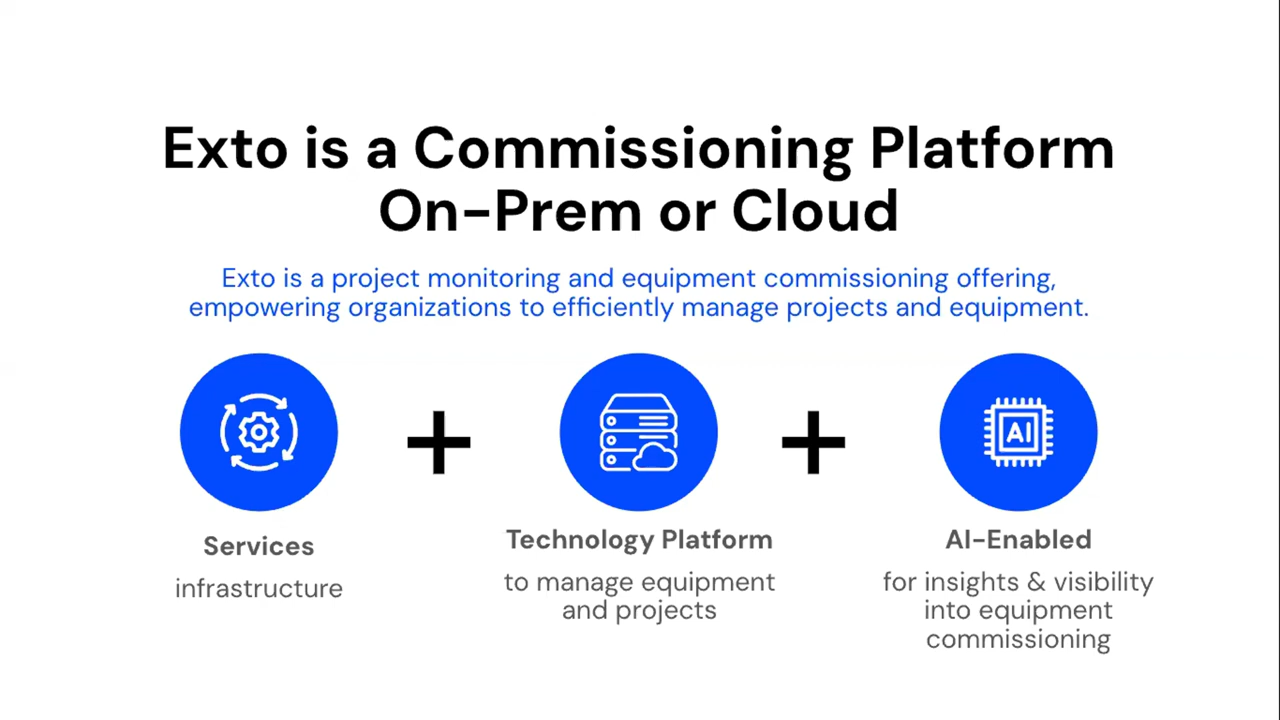 Exto is a Commissioning Platform
On-Prem or Cloud
Exto is a project monitoring and equipment commissioning offering,
empowering organizations to efficiently manage projects and equipment.
AI
Services
infrastructure
Technology Platform
to manage equipment
and projects
AI-Enabled
for insights & visibility
into equipment
commissioning